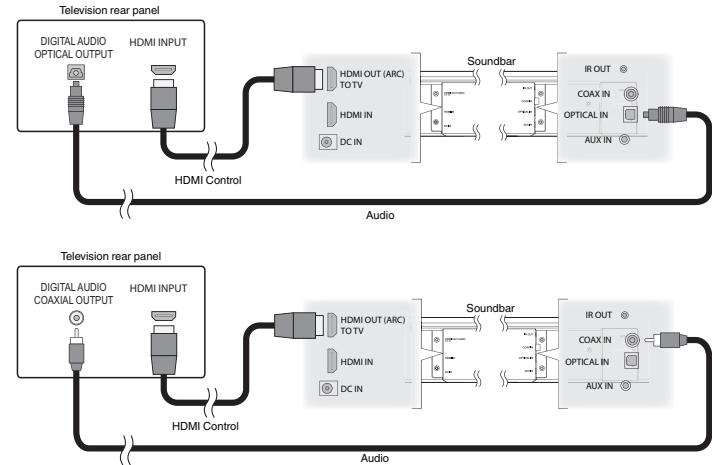 Television rear panel
DIGITAL AUDIO
OPTICAL OUTPUT
HDMI INPUT
HDMI Control
HDMI OUT (ARC)
TO TV
HDMI IN
DC IN
Soundbar
IR OUT
COAX IN
OPTICAL IN
AUX IN
Audio
Television rear panel
DIGITAL AUDIO
COAXIAL OUTPUT
HDMI INPUT
HDMI Control
HDMI OUT (ARC)
TO TV
HDMI IN
DC IN
Soundbar
IR OUT
COAX IN
OPTICAL IN
AUX IN
Audio